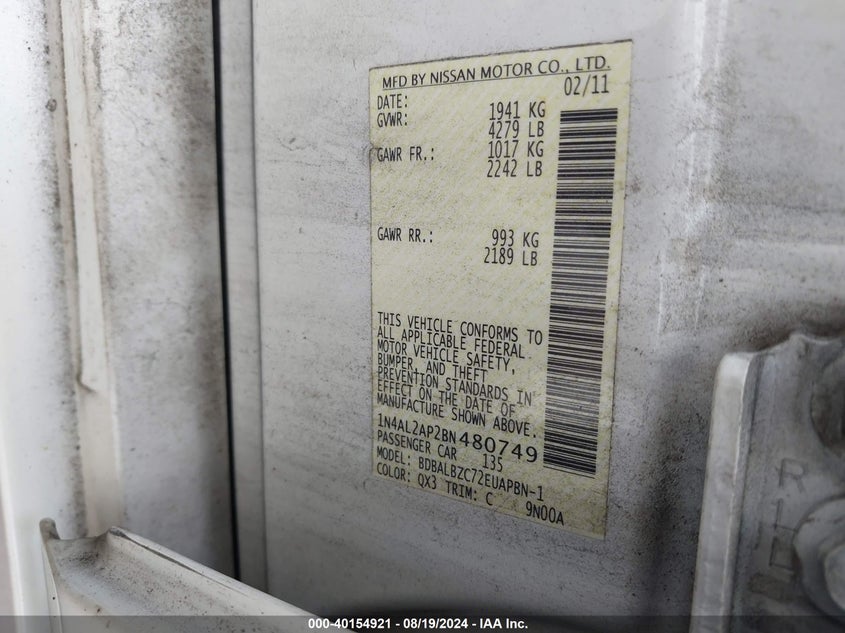 MFD BY NISSAN MOTOR CO., LTD.
DATE: 02/11
GVWR: 1941 KG
4279 LB
GAWR FR.: 1017 KG
2242 LB
GAWR RR.: 993 KG
2189 LB
THIS VEHICLE CONFORMS TO
ALL APPLICABLE FEDERAL
MOTOR VEHICLE SAFETY,
BUMPER, AND THEFT
PREVENTION STANDARDS IN
EFFECT ON THE DATE OF
MANUFACTURE SHOWN ABOVE.
1N4AL2AP2BN480749
PASSENGER CAR 135
MODEL: BDBALBZC72EUAPBN-1
COLOR: QX3 TRIM: C 9N00A
000-40154921 - 08/19/2024 - IAA Inc.